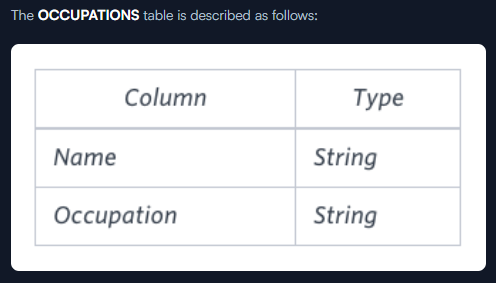 The OCCUPATIONS table is described as follows:
Column Type
Name String
Occupation String